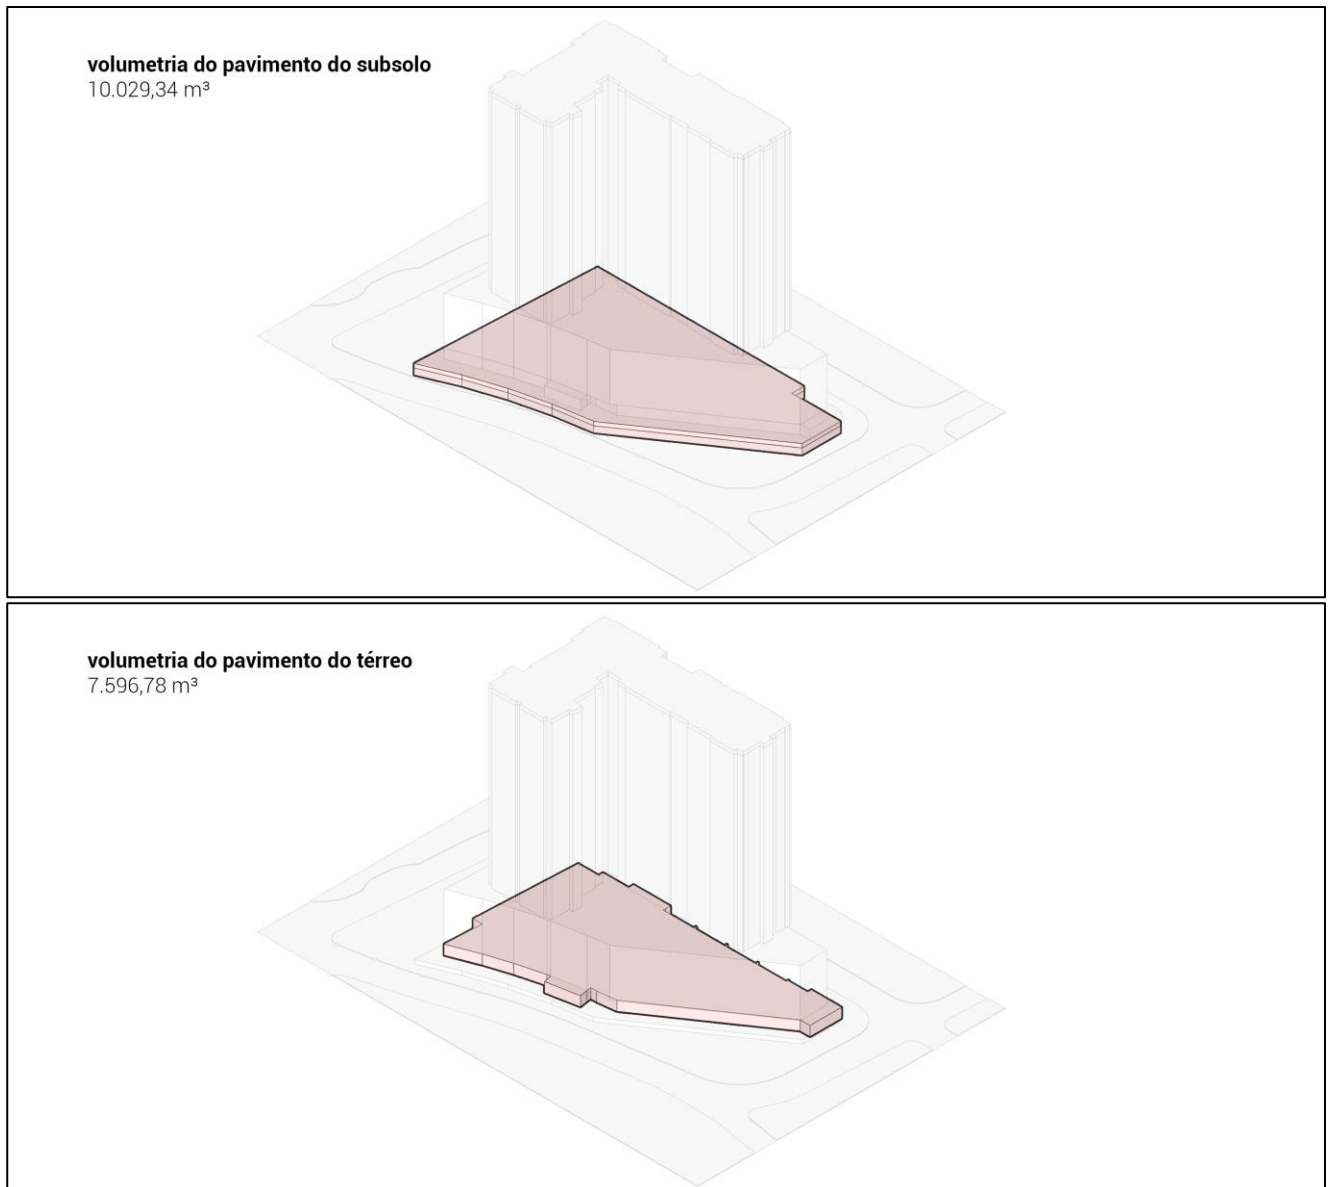 volumetria do pavimento do subsolo
10.029,34 m³
volumetria do pavimento do térreo
7.596,78 m³